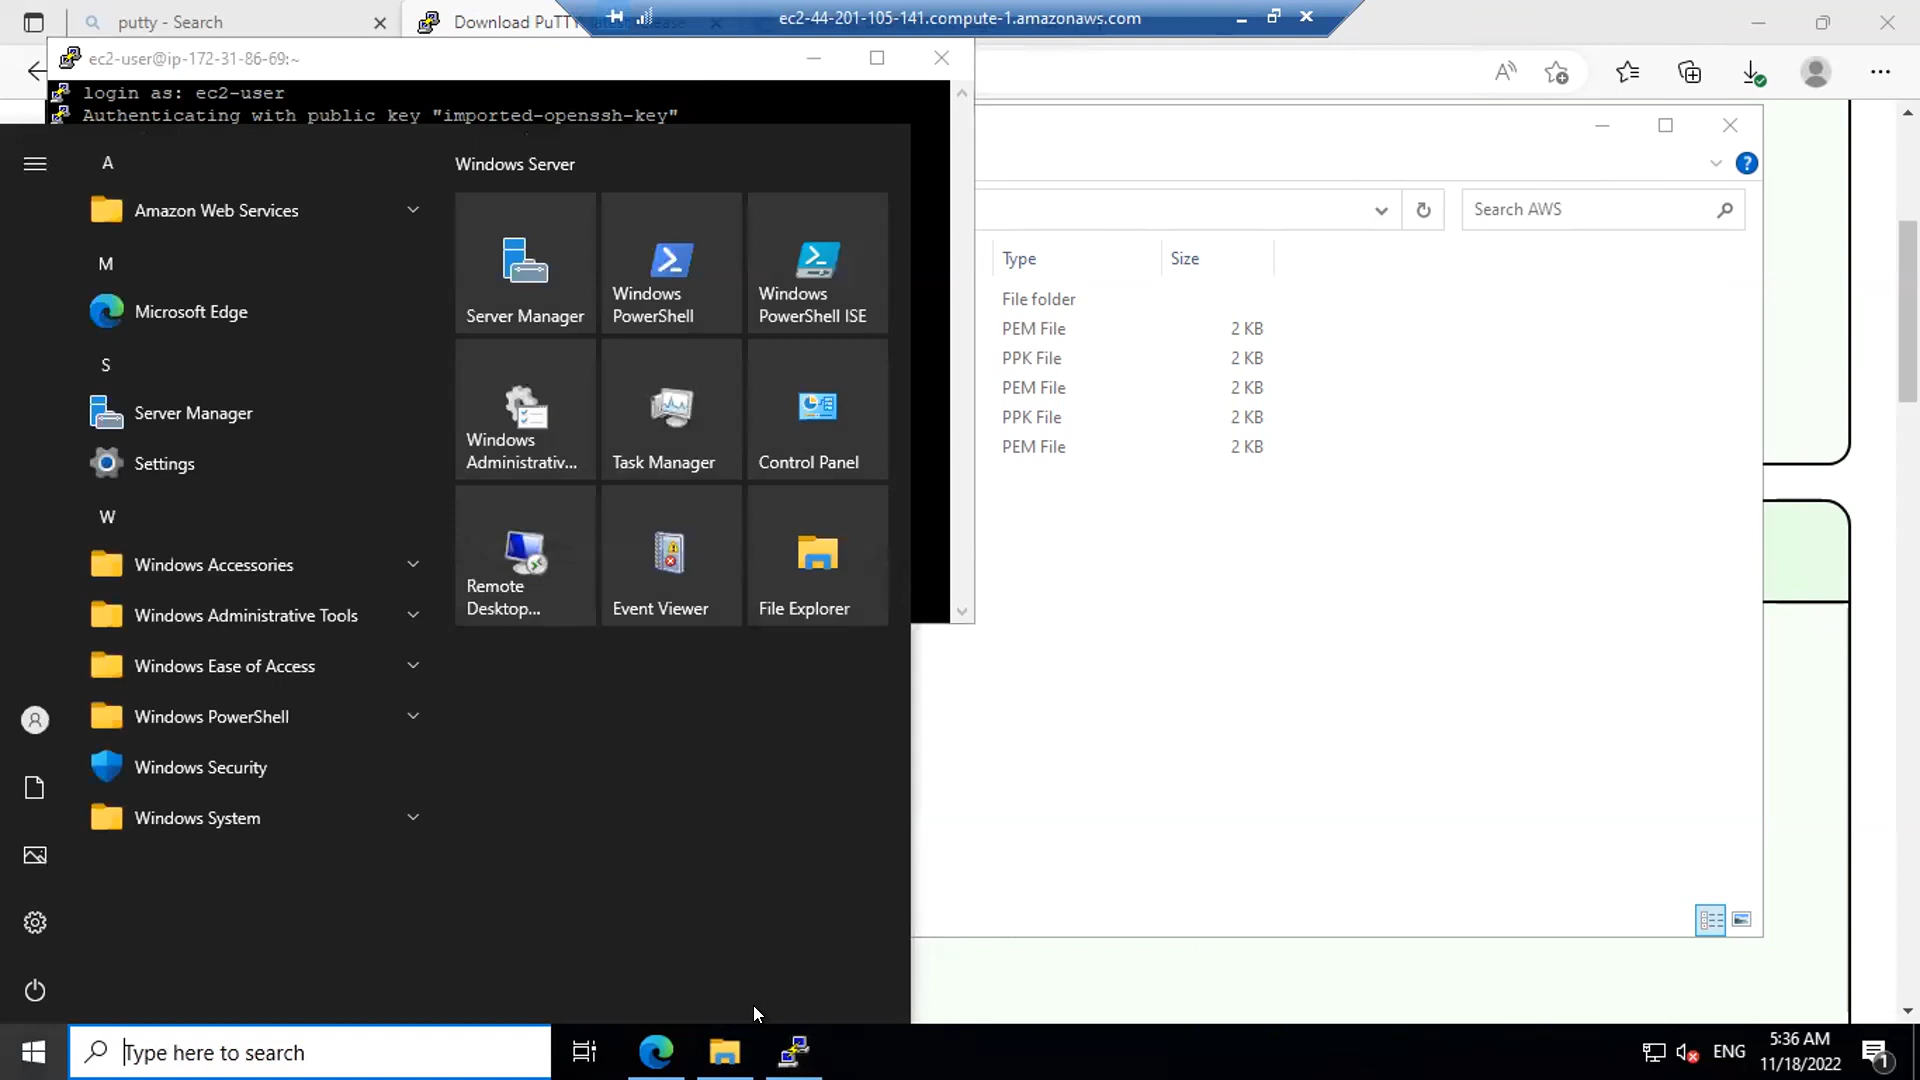 putty - Search
Download PuTTY
ec2-44-201-105-141.compute-1.amazonaws.com
ec2-user@ip-172-31-86-69:~
login as: ec2-user
Authenticating with public key "imported-openssh-key"
A
Amazon Web Services
M
Microsoft Edge
S
Server Manager
Settings
W
Windows Accessories
Windows Administrative Tools
Windows Ease of Access
Windows PowerShell
Windows Security
Windows System
Windows Server
Server Manager
Windows PowerShell
Windows PowerShell ISE
Windows Administrativ...
Task Manager
Control Panel
Remote Desktop...
Event Viewer
File Explorer
Search AWS
Type Size
File folder
PEM File 2 KB
PPK File 2 KB
PEM File 2 KB
PPK File 2 KB
PEM File 2 KB
Type here to search
ENG
5:36 AM
11/18/2022
1